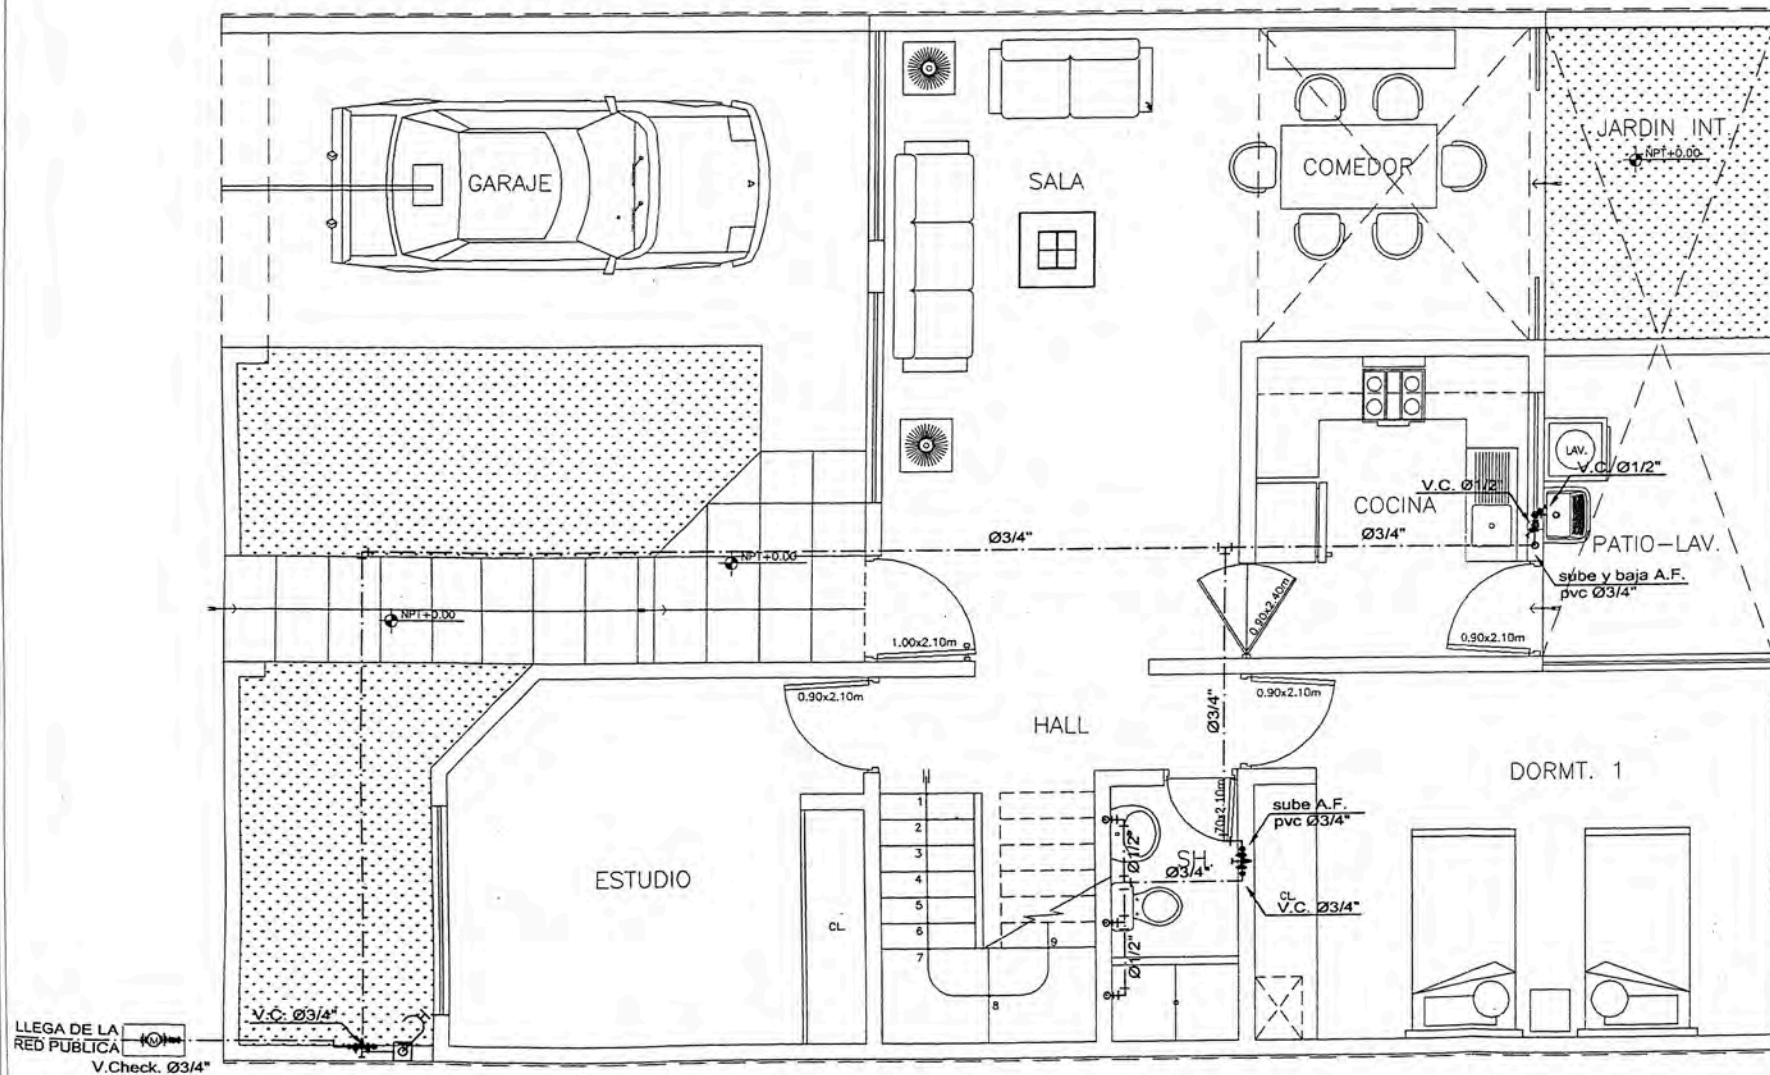 JARDIN INT.
NPT+0.00
GARAJE
SALA
COMEDOR
LAV.
V.C. Ø1/2"
V.C. Ø1/2"
COCINA
Ø3/4"
Ø3/4"
PATIO-LAV.
NPT+0.00
sube y baja A.F.
pvc Ø3/4"
NPT+0.00
0.90x2.40m
1.00x2.10m
0.90x2.10m
0.90x2.10m
0.90x2.10m
Ø3/4"
HALL
DORMT. 1
1
2
3
4
5
6
7
8
9
.70x2.10m
sube A.F.
pvc Ø3/4"
Ø1/2"
SH.
Ø3/4"
ESTUDIO
CL.
V.C. Ø3/4"
CL.
Ø1/2"
V.C. Ø3/4"
LLEGA DE LA
RED PUBLICA
M
V.Check. Ø3/4"